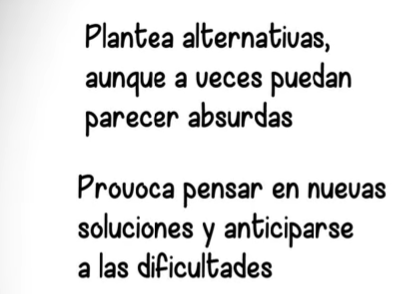 Plantea alternativas,
aunque a veces puedan
parecer absurdas
Provoca pensar en nuevas
soluciones y anticiparse
a las dificultades